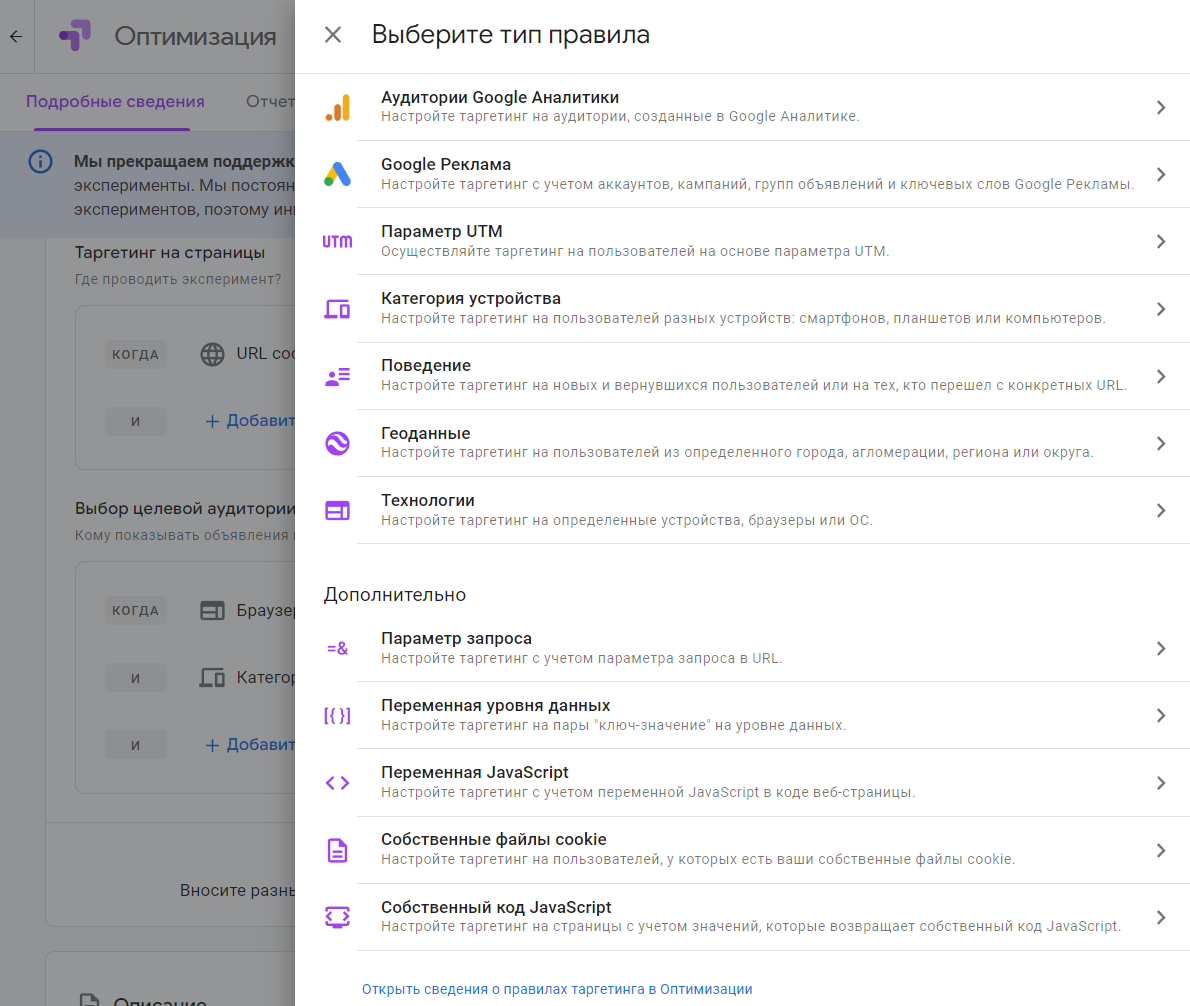 Оптимизация
Подробные сведения
Отчет
Мы прекращаем поддержк
эксперименты. Мы постоян
экспериментов, поэтому ин
Таргетинг на страницы
Где проводить эксперимент?
КОГДА
URL соо
И
+ Добавит
Выбор целевой аудитории
Кому показывать объявления
КОГДА
Браузер
И
Категор
И
+ Добавит
Вносите разнь
Описание
Выберите тип правила
Аудитории Google Аналитики
Настройте таргетинг на аудитории, созданные в Google Аналитике.
Google Реклама
Настройте таргетинг с учетом аккаунтов, кампаний, групп объявлений и ключевых слов Google Рекламы.
UTM
Параметр UTM
Осуществляйте таргетинг на пользователей на основе параметра UTM.
Категория устройства
Настройте таргетинг на пользователей разных устройств: смартфонов, планшетов или компьютеров.
Поведение
Настройте таргетинг на новых и вернувшихся пользователей или на тех, кто перешел с конкретных URL.
Геоданные
Настройте таргетинг на пользователей из определенного города, агломерации, региона или округа.
Технологии
Настройте таргетинг на определенные устройства, браузеры или ОС.
Дополнительно
=&
Параметр запроса
Настройте таргетинг с учетом параметра запроса в URL.
[{}]
Переменная уровня данных
Настройте таргетинг на пары "ключ-значение" на уровне данных.
<>
Переменная JavaScript
Настройте таргетинг с учетом переменной JavaScript в коде веб-страницы.
Собственные файлы cookie
Настройте таргетинг на пользователей, у которых есть ваши собственные файлы cookie.
Собственный код JavaScript
Настройте таргетинг на страницы с учетом значений, которые возвращает собственный код JavaScript.
Открыть сведения о правилах таргетинга в Оптимизации